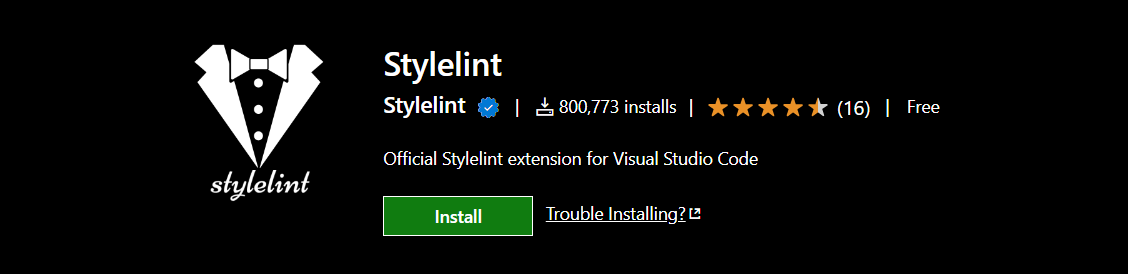 stylelint
Stylelint
Stylelint | 800,773 installs | (16) | Free
Official Stylelint extension for Visual Studio Code
Install Trouble Installing?